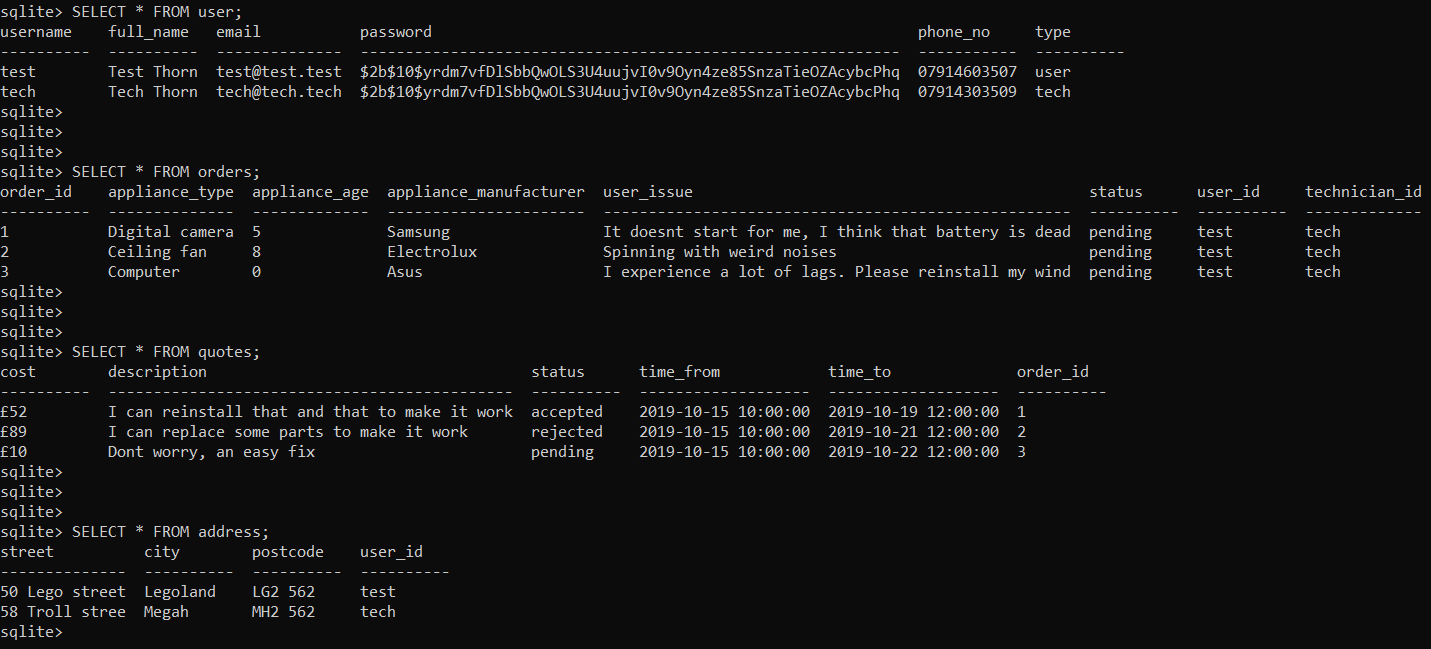 sqlite> SELECT * FROM user;
username    full_name   email           password                                                      phone_no     type
----------  ----------  --------------  ------------------------------------------------------------  -----------  ----------
test        Test Thorn  test@test.test  $2b$10$yrdm7vfDlSbbQwOLS3U4uujvI0v9Oyn4ze85SnzaTieOZAcybcPhq  07914603507  user
tech        Tech Thorn  tech@tech.tech  $2b$10$yrdm7vfDlSbbQwOLS3U4uujvI0v9Oyn4ze85SnzaTieOZAcybcPhq  07914303509  tech
sqlite>
sqlite>
sqlite>
sqlite> SELECT * FROM orders;
order_id    appliance_type  appliance_age  appliance_manufacturer  user_issue                                            status      user_id     technician_id
----------  --------------  -------------  ----------------------  ----------------------------------------------------  ----------  ----------  -------------
1           Digital camera  5              Samsung                 It doesnt start for me, I think that battery is dead  pending     test        tech
2           Ceiling fan     8              Electrolux              Spinning with weird noises                            pending     test        tech
3           Computer        0              Asus                    I experience a lot of lags. Please reinstall my wind  pending     test        tech
sqlite>
sqlite>
sqlite>
sqlite> SELECT * FROM quotes;
cost        description                                    status      time_from            time_to              order_id
----------  ---------------------------------------------  ----------  -------------------  -------------------  ----------
£52         I can reinstall that and that to make it work  accepted    2019-10-15 10:00:00  2019-10-19 12:00:00  1
£89         I can replace some parts to make it work       rejected    2019-10-15 10:00:00  2019-10-21 12:00:00  2
£10         Dont worry, an easy fix                        pending     2019-10-15 10:00:00  2019-10-22 12:00:00  3
sqlite>
sqlite>
sqlite>
sqlite> SELECT * FROM address;
street          city        postcode    user_id
--------------  ----------  ----------  ----------
50 Lego street  Legoland    LG2 562     test
58 Troll stree  Megah       MH2 562     tech
sqlite>